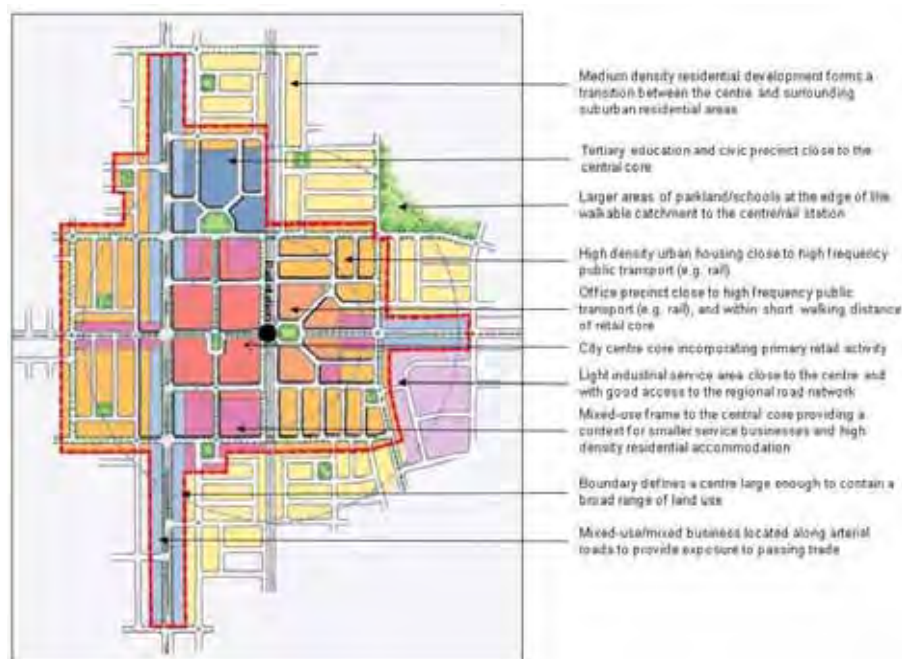 Medium density residential development forms a
transition between the centre and surrounding
suburban residential areas
Tertiary education and civic precinct close to the
central core
Larger areas of parkland/schools at the edge of the
walkable catchment to the centre/rail station
High density urban housing close to high frequency
public transport (e.g. rail)
Office precinct close to high frequency public
transport (e.g. rail), and within short walking distance
of retail core
City centre core incorporating primary retail activity
Light industrial service area close to the centre and
with good access to the regional road network
Mixed-use frame to the central core providing a
context for smaller service businesses and high
density residential accommodation
Boundary defines a centre large enough to contain a
broad range of land use
Mixed-use/mixed business located along arterial
roads to provide exposure to passing trade